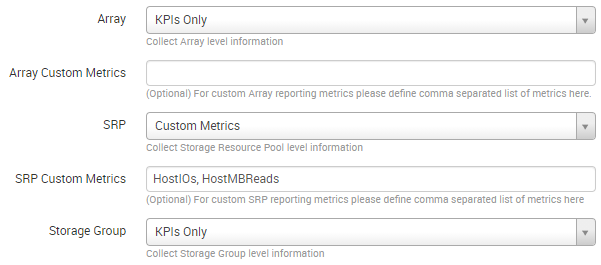 Array KPIs Only
Collect Array level information
Array Custom Metrics
(Optional) For custom Array reporting metrics please define comma separated list of metrics here.
SRP Custom Metrics
Collect Storage Resource Pool level information
SRP Custom Metrics HostIOs, HostMBReads
(Optional) For custom SRP reporting metrics please define comma separated list of metrics here
Storage Group KPIs Only
Collect Storage Group level information